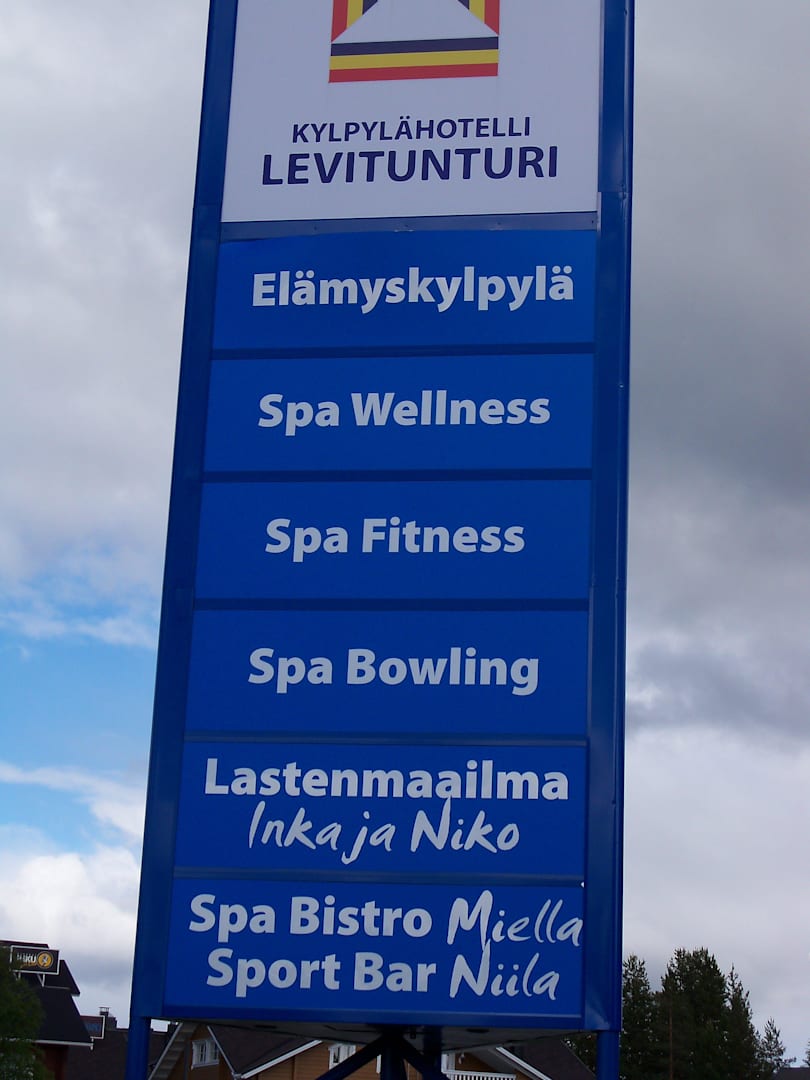 KYLPYLÄHOTELLI
LEVITUNTURI
Elämyskylpylä
Spa Wellness
Spa Fitness
Spa Bowling
Lastenmaailma
Inka ja Niko
Spa Bistro Miella
Sport Bar Niila